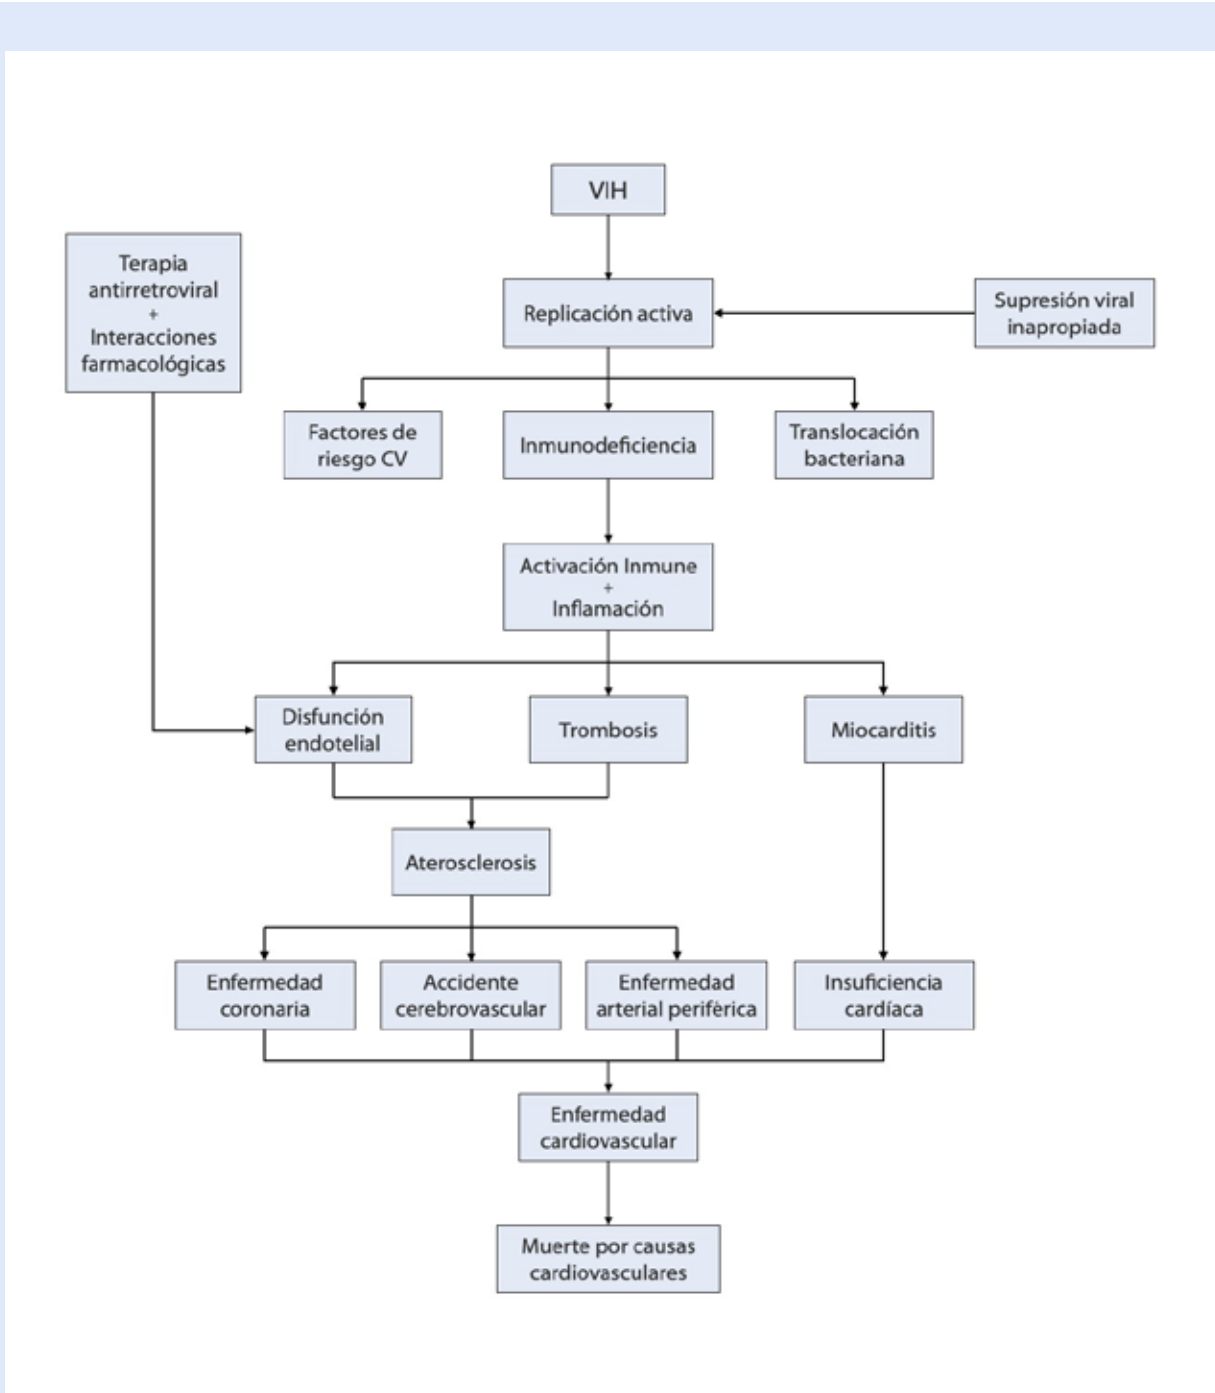 VIH
Terapia
antirretroviral
+
Interacciones
farmacológicas
Replicación activa
Supresión viral
inapropiada
Factores de
riesgo CV
Inmunodeficiencia
Translocación
bacteriana
Activación Inmune
+
Inflamación
Disfunción
endotelial
Trombosis
Miocarditis
Aterosclerosis
Enfermedad
coronaria
Accidente
cerebrovascular
Enfermedad
arterial periférica
Insuficiencia
cardíaca
Enfermedad
cardiovascular
Muerte por causas
cardiovasculares